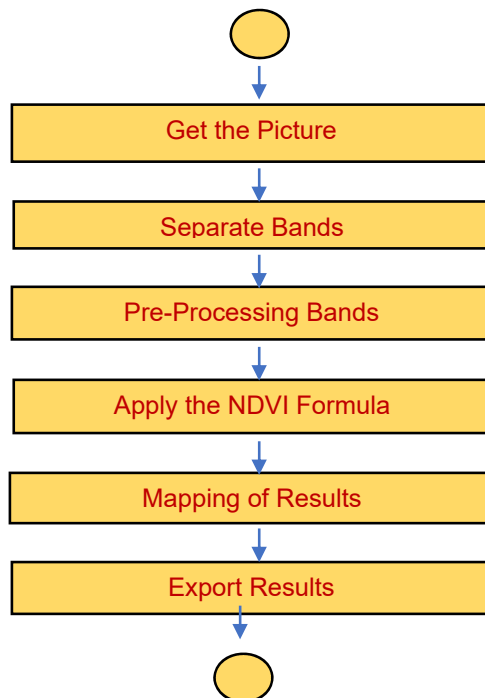 Get the Picture
Separate Bands
Pre-Processing Bands
Apply the NDVI Formula
Mapping of Results
Export Results